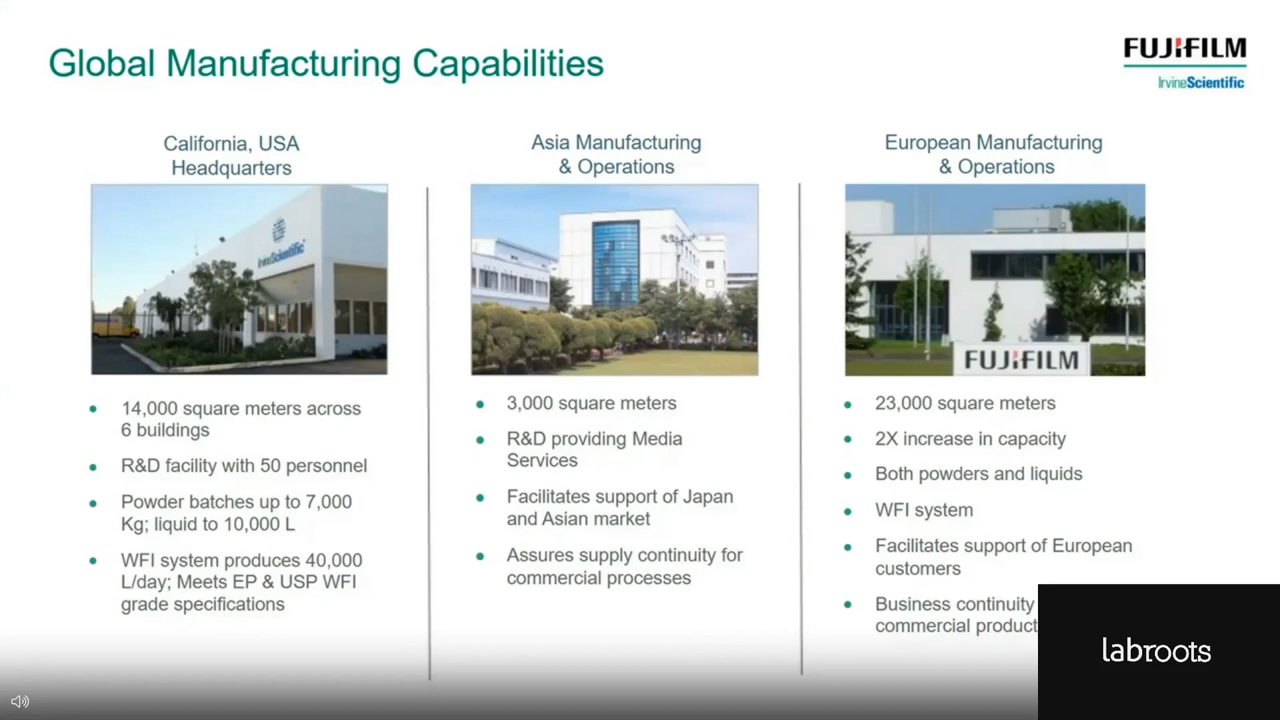 Global Manufacturing Capabilities
FUJIFILM
IrvineScientific
California, USA
Headquarters
IrvineScientific
14,000 square meters across
6 buildings
R&D facility with 50 personnel
Powder batches up to 7,000
Kg; liquid to 10,000 L
WFI system produces 40,000
L/day; Meets EP & USP WFI
grade specifications
Asia Manufacturing
& Operations
3,000 square meters
R&D providing Media
Services
Facilitates support of Japan
and Asian market
Assures supply continuity for
commercial processes
European Manufacturing
& Operations
FUJIFILM
23,000 square meters
2X increase in capacity
Both powders and liquids
WFI system
Facilitates support of European
customers
Business continuity
commercial product
labroots